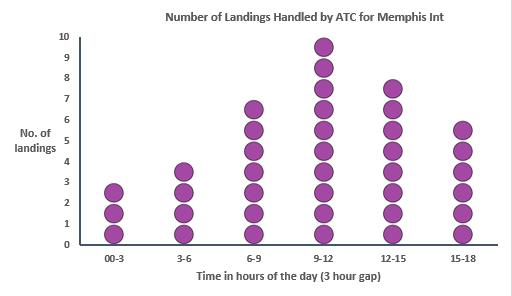 Number of Landings Handled by ATC for Memphis Int
10
9
8
7
6
5
4
3
2
1
0
No. of
landings
00-3 3-6 6-9 9-12 12-15 15-18
Time in hours of the day (3 hour gap)